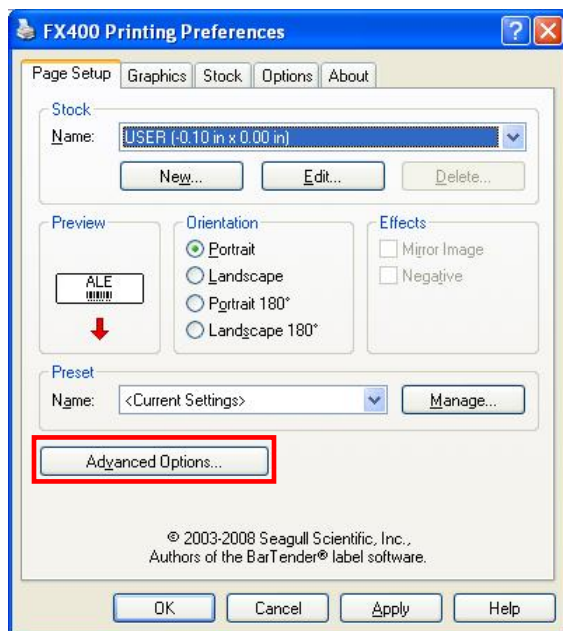 FX400 Printing Preferences
Page Setup Graphics Stock Options About
Stock
Name: USER (-0.10 in x 0.00 in)
New... Edit... Delete...
Preview
ALE
Orientation
Portrait
Landscape
Portrait 180°
Landscape 180°
Effects
Mirror Image
Negative
Preset
Name: <Current Settings> Manage...
Advanced Options...
© 2003-2008 Seagull Scientific, Inc.,
Authors of the BarTender® label software.
OK Cancel Apply Help